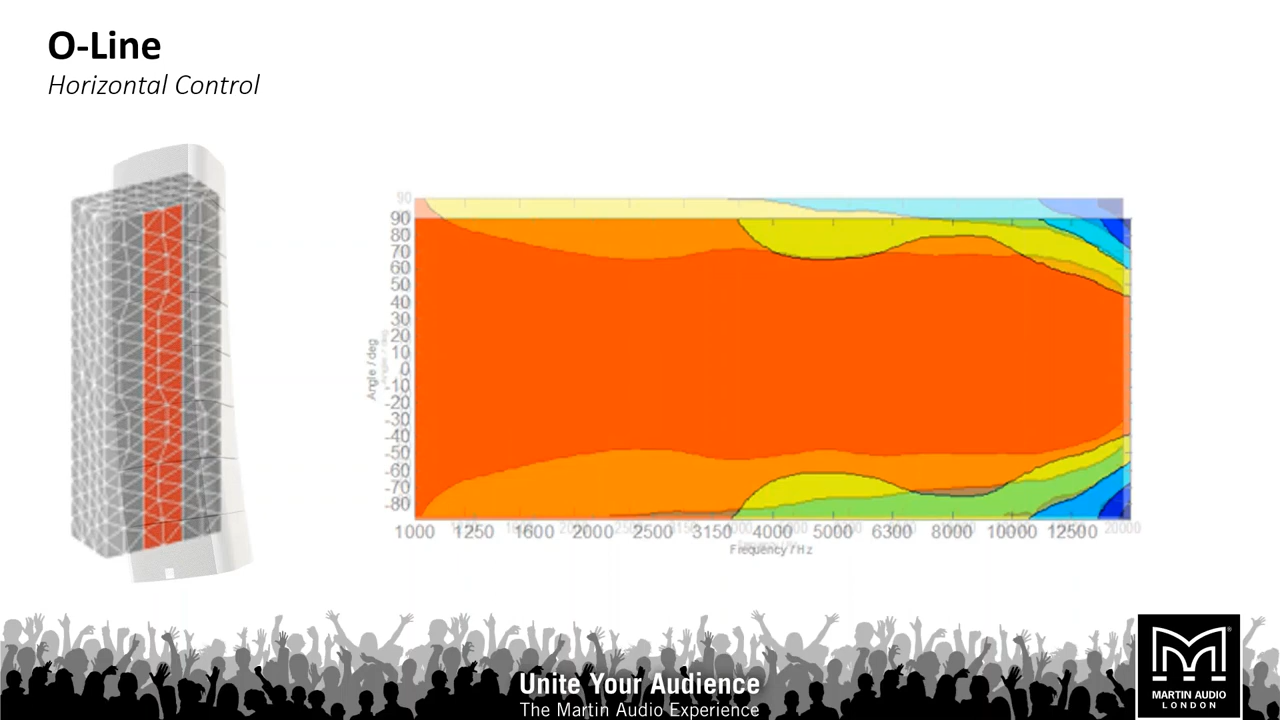 O-Line
Horizontal Control
90
90
80
70
60
50
40
30
20
10
0
-10
-20
-30
-40
-50
-60
-70
-80
Angle / deg
1000 1250 1600 2000 2500 3150 4000 5000 6300 8000 10000 12500 20000
Frequency / Hz
Unite Your Audience
The Martin Audio Experience
MARTIN AUDIO
LONDON